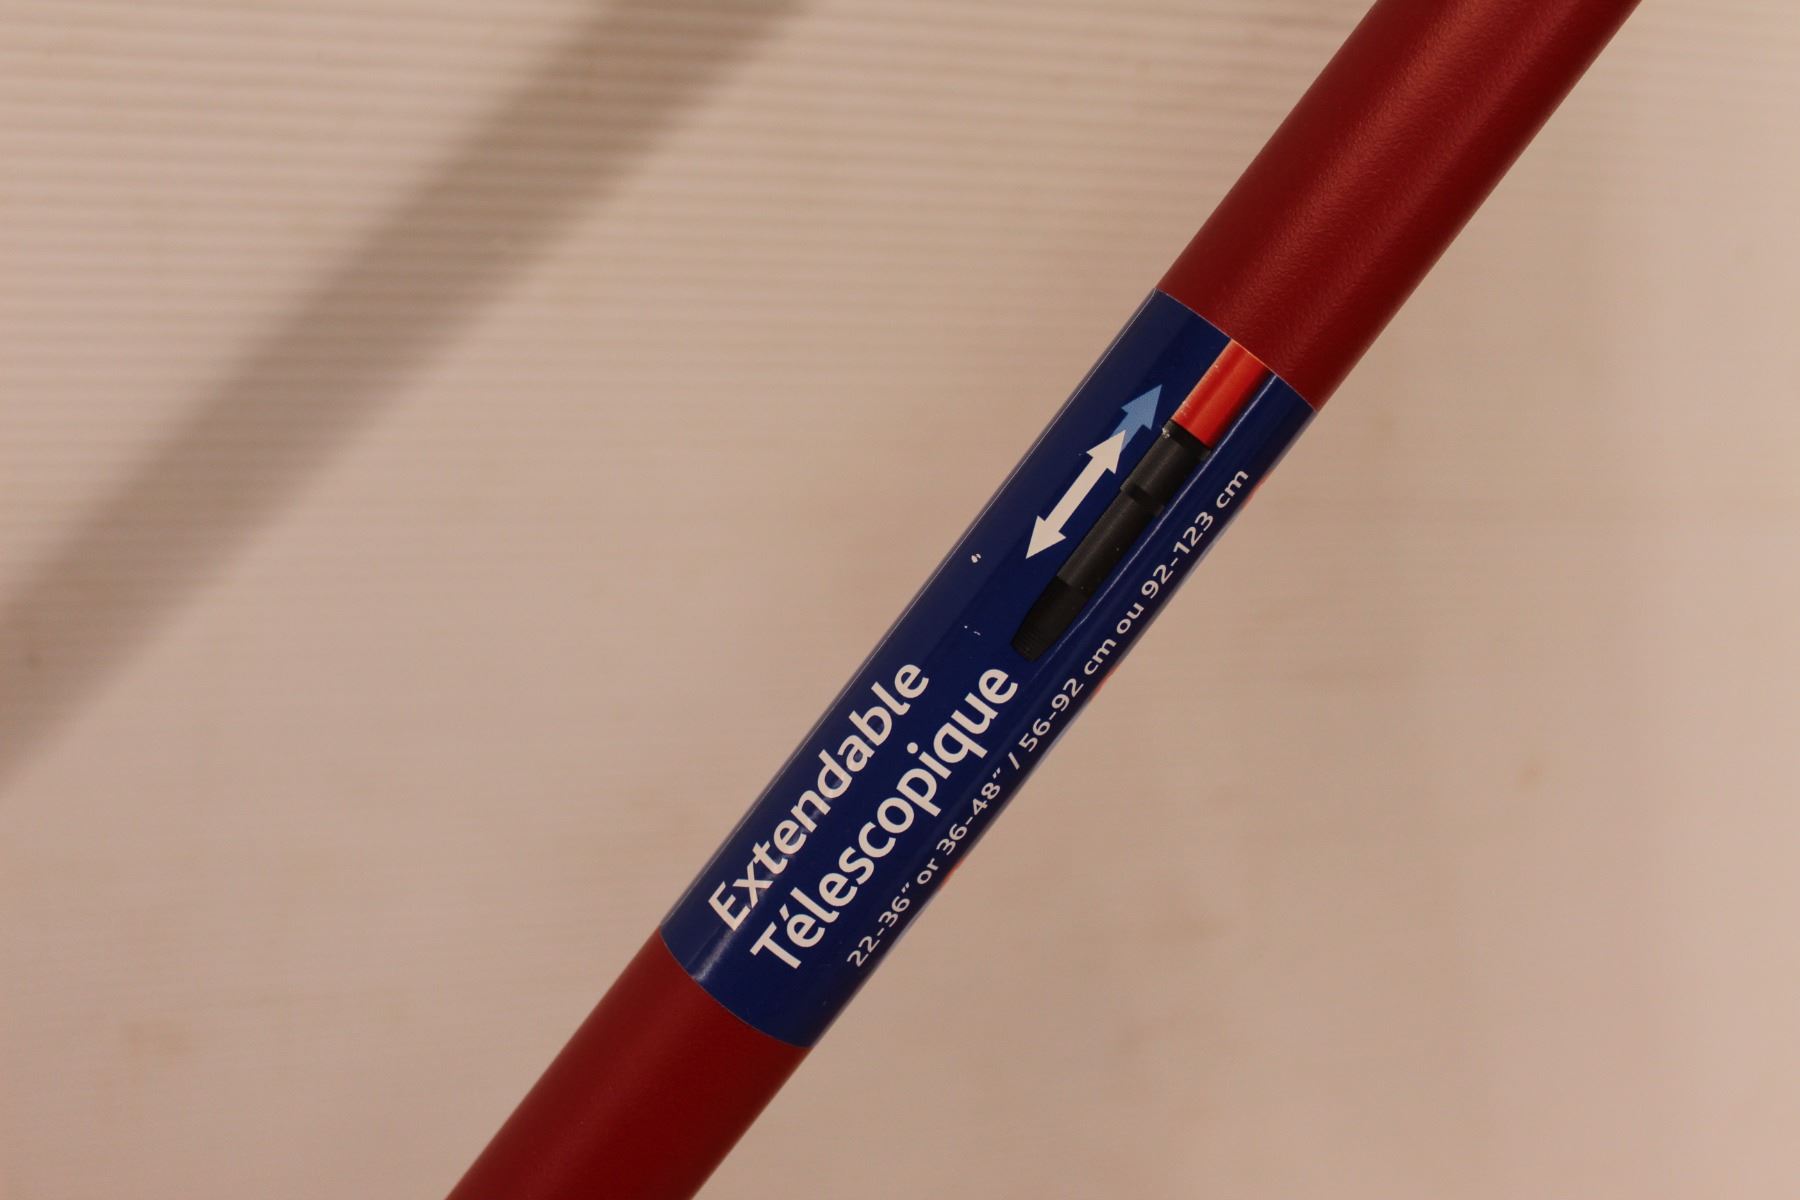 Extendable
Télescopique
22-36" or 36-48" / 56-92 cm ou 92-123 cm